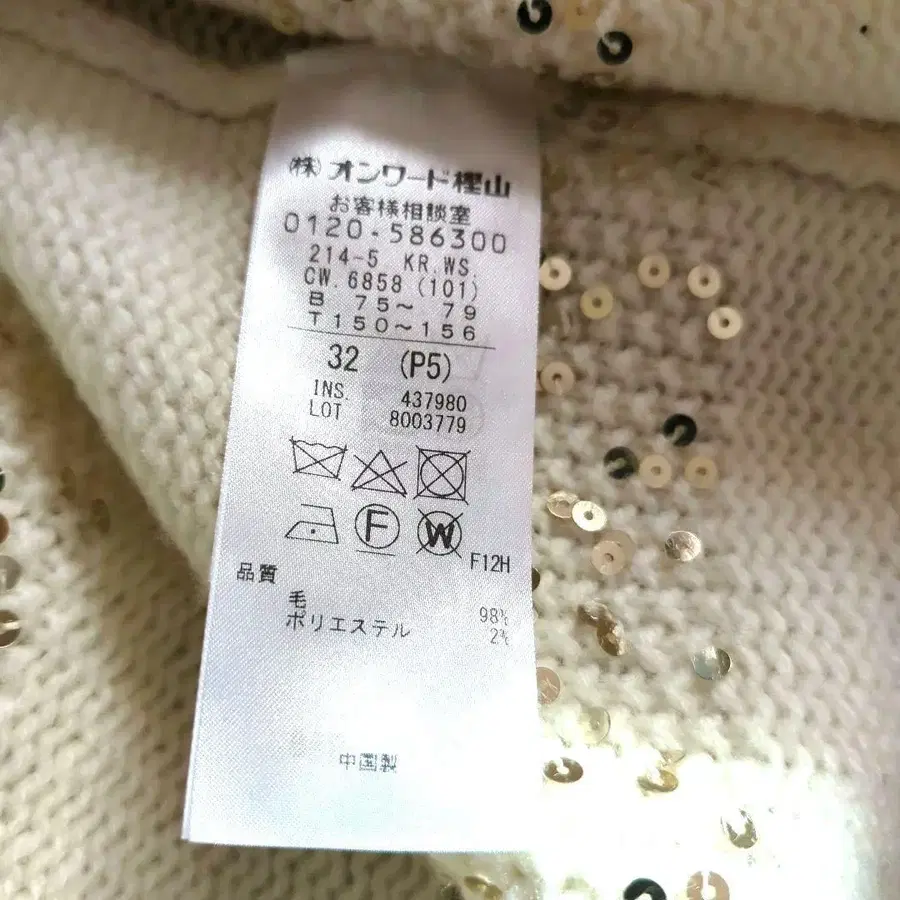 ㈱ オンワード樫山
お客様相談室
0120-586300
214-5 KR.WS.
CW.6858 (101)
B 75〜 79
T150〜156
32 (P5)
INS. 437980
LOT 8003779
F
W
F12H
品質
毛 98%
ポリエステル 2%
中国製